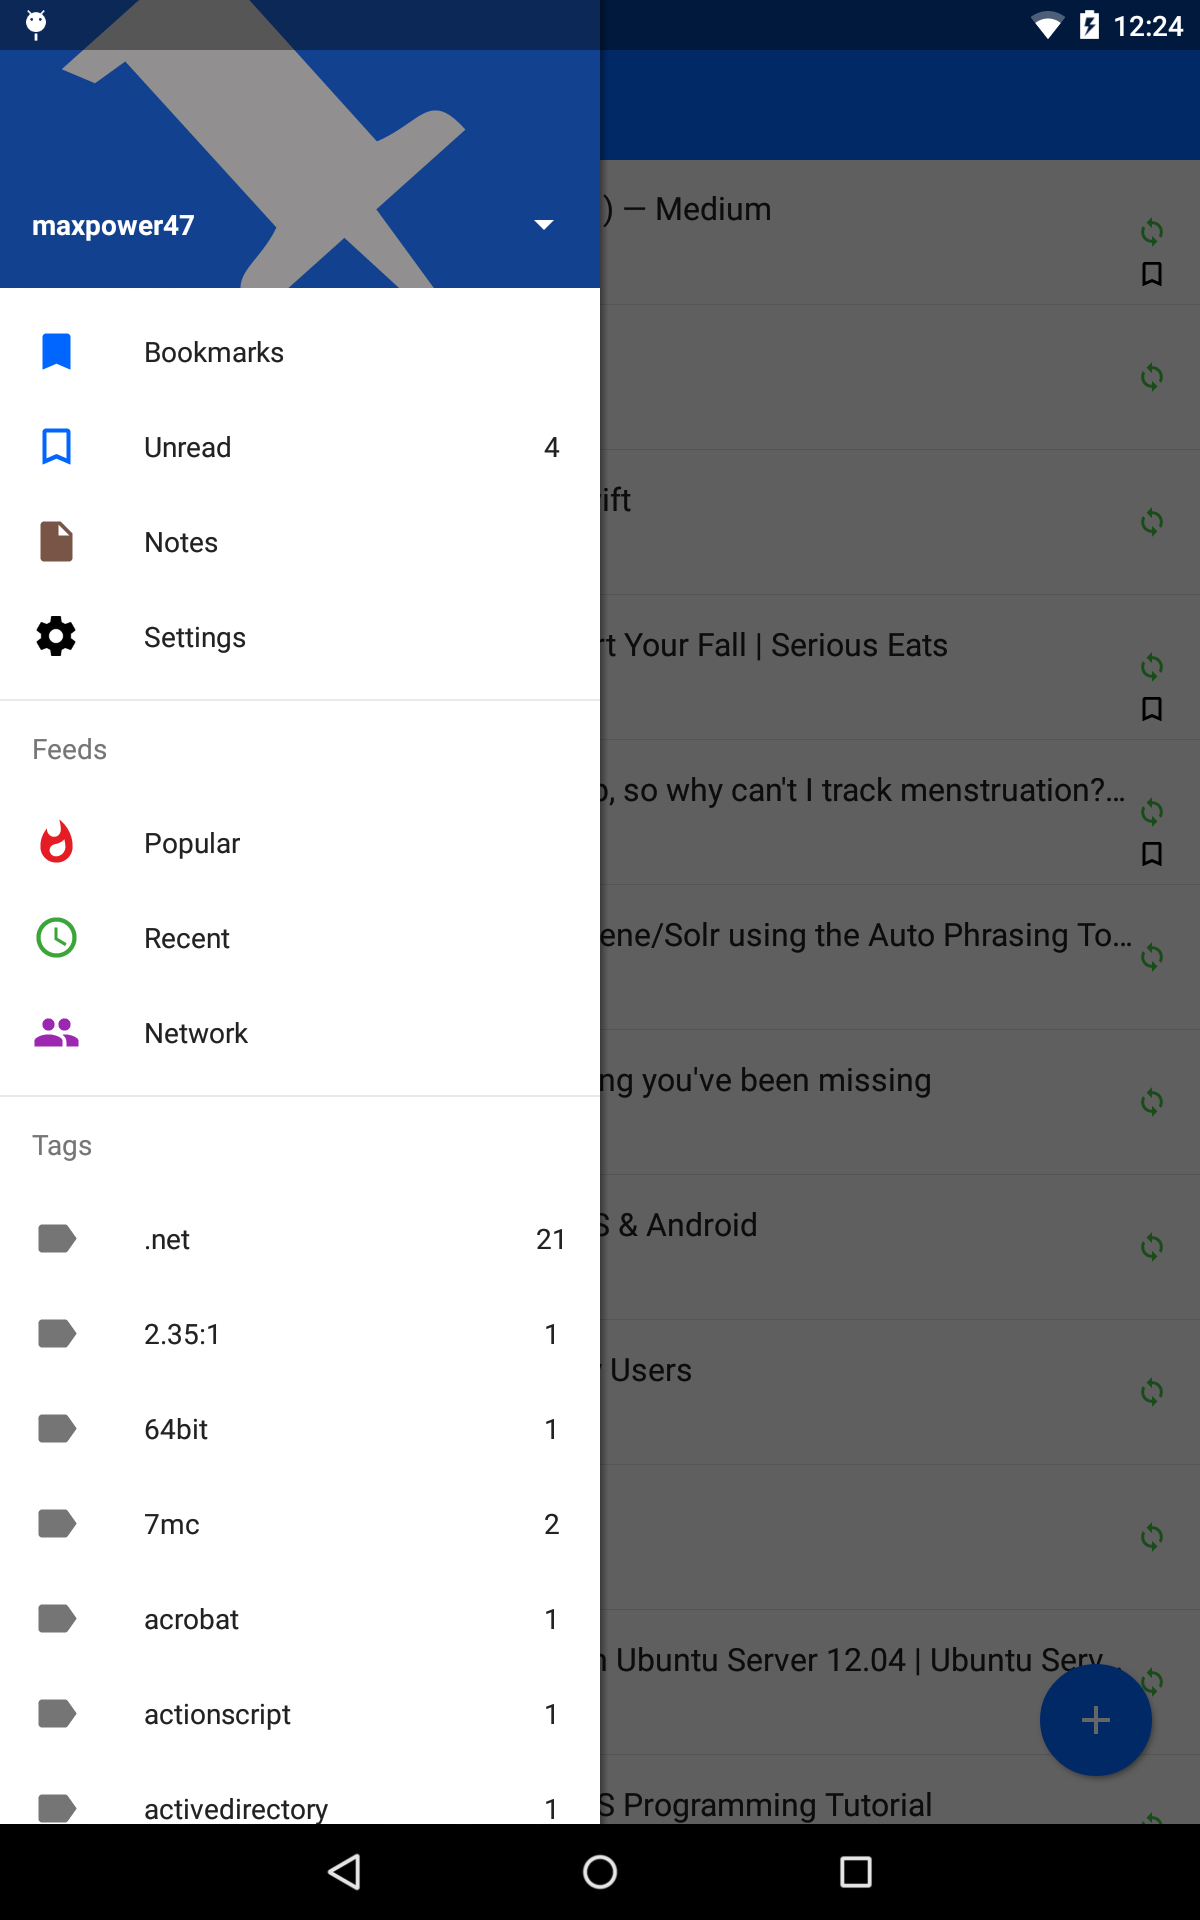 12:24
maxpower47
Bookmarks
Unread 4
Notes
Settings
Feeds
Popular
Recent
Network
Tags
.net 21
2.35:1 1
64bit 1
7mc 2
acrobat 1
actionscript 1
activedirectory 1
) — Medium
ift
t Your Fall | Serious Eats
, so why can't I track menstruation?...
ene/Solr using the Auto Phrasing To...
ng you've been missing
S & Android
Users
Ubuntu Server 12.04 | Ubuntu Serv...
S Programming Tutorial